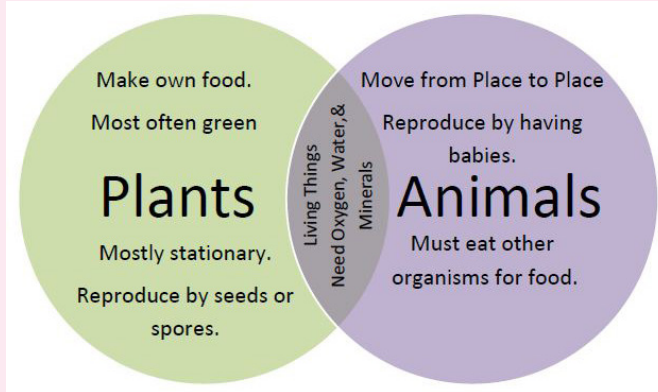 Make own food.
Most often green
Plants
Mostly stationary.
Reproduce by seeds or
spores.
Living Things
Need Oxygen, Water,&
Minerals
Move from Place to Place
Reproduce by having
babies.
Animals
Must eat other
organisms for food.